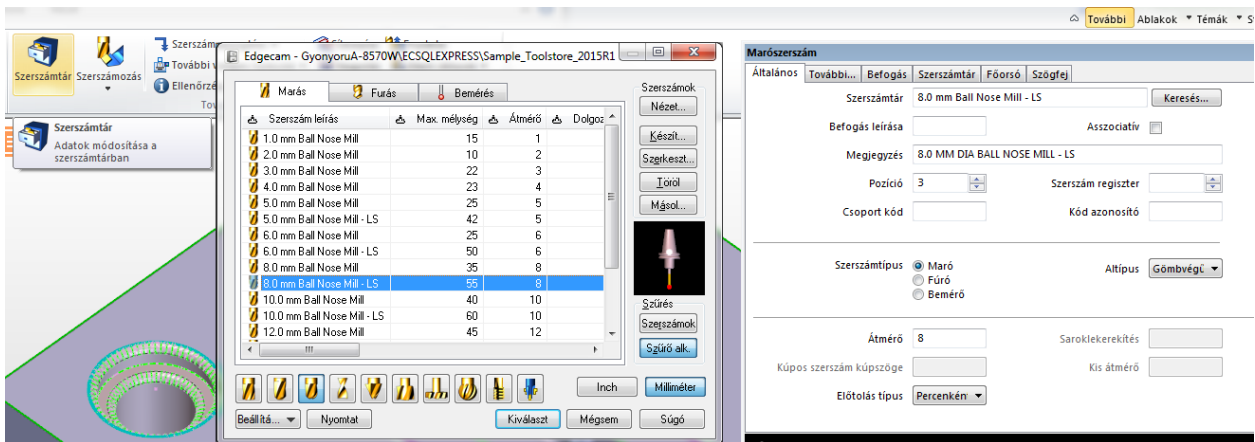 További Ablakok Témák
Szerszámtár Szerszámozás
További
Ellenőrzé
Szerszámtár
Adatok módosítása a
szerszámtárban
Edgecam - GyonyoruA-8570W\ECSQLEXPRESS\Sample_Toolstore_2015R1
Marás Furás Bemérés
Szerszám leírás Max. mélység Átmérő Dolgoz
1.0 mm Ball Nose Mill 15 1
2.0 mm Ball Nose Mill 10 2
3.0 mm Ball Nose Mill 22 3
4.0 mm Ball Nose Mill 23 4
5.0 mm Ball Nose Mill 25 5
5.0 mm Ball Nose Mill - LS 42 5
6.0 mm Ball Nose Mill 25 6
6.0 mm Ball Nose Mill - LS 50 6
8.0 mm Ball Nose Mill 35 8
8.0 mm Ball Nose Mill - LS 55 8
10.0 mm Ball Nose Mill 40 10
10.0 mm Ball Nose Mill - LS 60 10
12.0 mm Ball Nose Mill 45 12
Szerszámok
Nézet...
Készít...
Szerkeszt...
Töröl
Másol...
Szűrés
Szerszámok
Szűrő alk.
Inch Milliméter
Beállítá... Nyomtat Kiválaszt Mégsem Súgó
Marószerszám
Általános További... Befogás Szerszámtár Főorsó Szögfej
Szerszámtár 8.0 mm Ball Nose Mill - LS Keresés...
Befogás leírása Asszociatív
Megjegyzés 8.0 MM DIA BALL NOSE MILL - LS
Pozíció 3 Szerszám regiszter
Csoport kód Kód azonosító
Szerszámtípus Maró Altípus Gömbvégű
Fúró
Bemérő
Átmérő 8 Saroklekerekítés
Kúpos szerszám kúpszöge Kis átmérő
Előtolás típus Percenkén